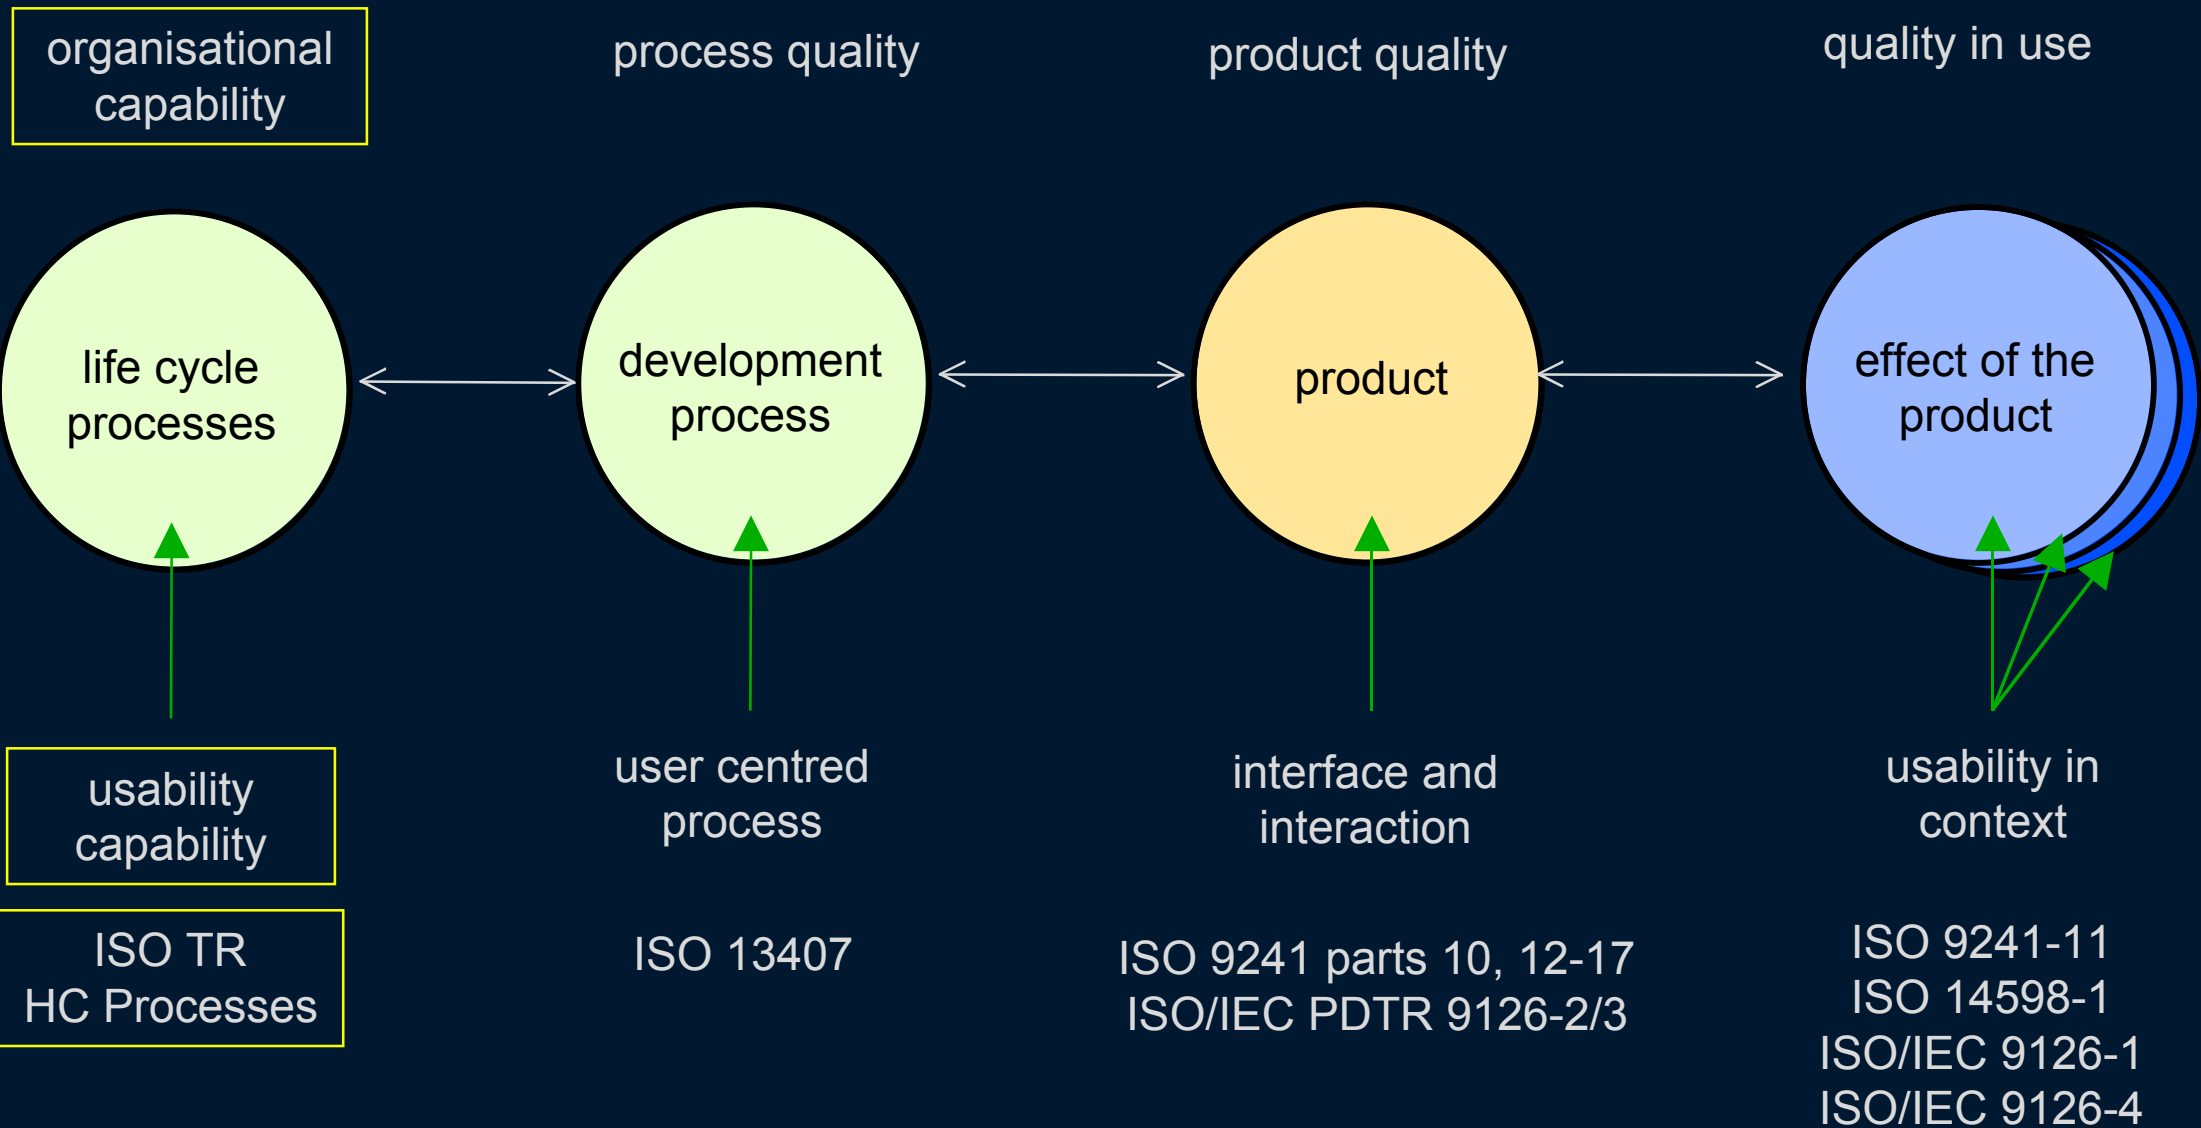 organisational
capability
process quality
product quality
quality in use
life cycle
processes
development
process
product
effect of the
product
usability
capability
user centred
process
interface and
interaction
usability in
context
ISO TR
HC Processes
ISO 13407
ISO 9241 parts 10, 12-17
ISO/IEC PDTR 9126-2/3
ISO 9241-11
ISO 14598-1
ISO/IEC 9126-1
ISO/IEC 9126-4